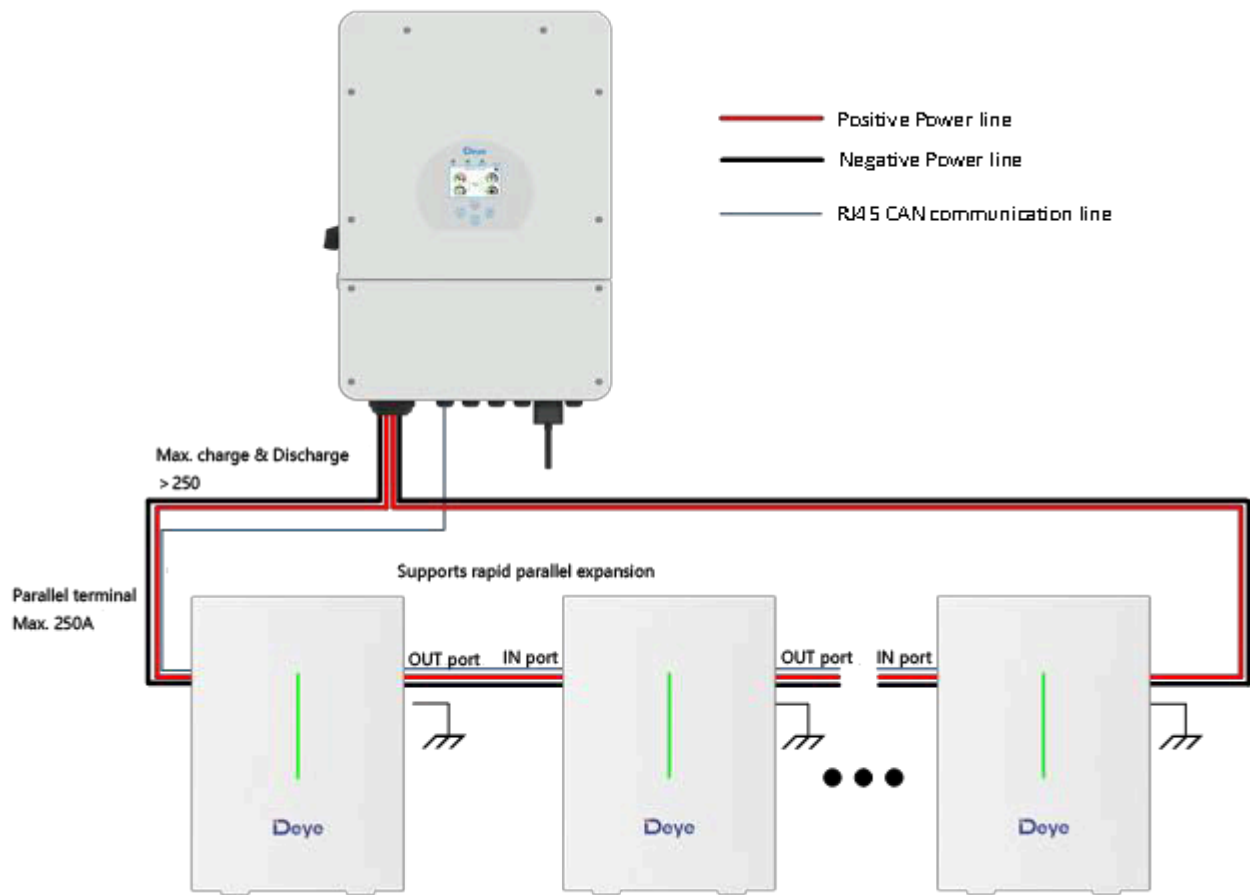 Deye
Positive Power line
Negative Power line
RJ45 CAN communication line
Max. charge & Discharge
> 250
Supports rapid parallel expansion
Parallel terminal
Max. 250A
OUT port
IN port
OUT port
IN port
Deye
Deye
Deye